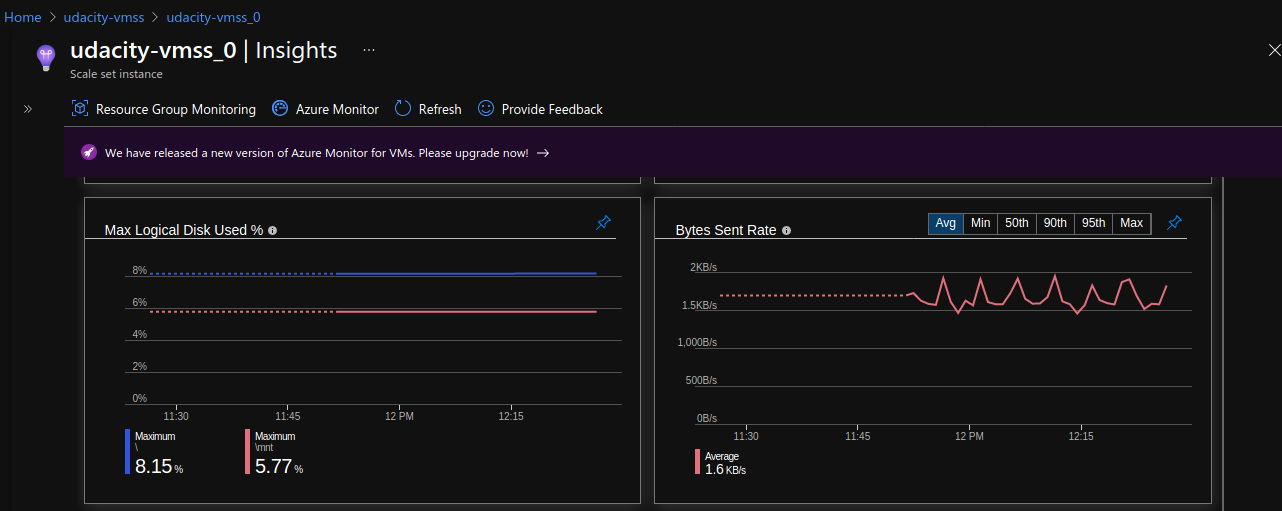 Home > udacity-vmss > udacity-vmss_0
udacity-vmss_0 | Insights ...
Scale set instance
Resource Group Monitoring Azure Monitor Refresh Provide Feedback
We have released a new version of Azure Monitor for VMs. Please upgrade now! →
Max Logical Disk Used %
8%
6%
4%
2%
0%
11:30 11:45 12 PM 12:15
Maximum
\
8.15 %
Maximum
\mnt
5.77 %
Bytes Sent Rate
Avg Min 50th 90th 95th Max
2KB/s
1.5KB/s
1,000B/s
500B/s
0B/s
11:30 11:45 12 PM 12:15
Average
1.6 KB/s